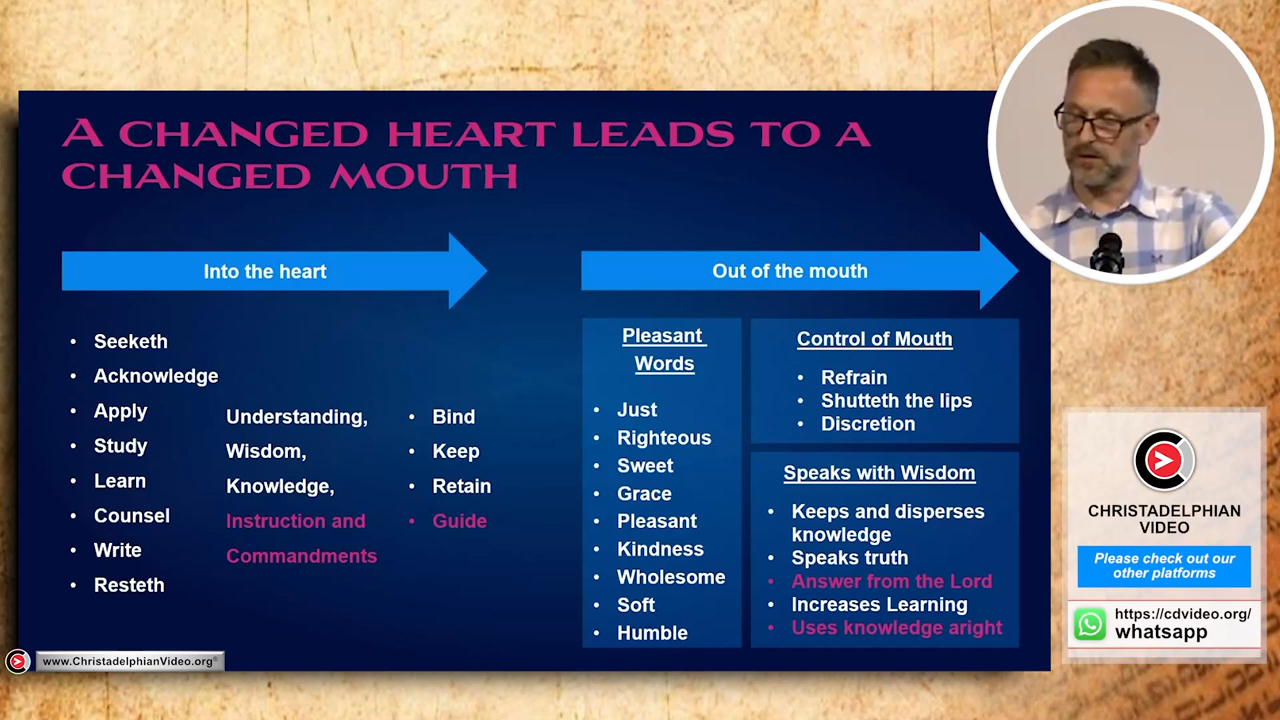 A CHANGED HEART LEADS TO A
CHANGED MOUTH
Into the heart
• Seeketh
• Acknowledge
• Apply
• Study
• Learn
• Counsel
• Write
• Resteth
Understanding,
Wisdom,
Knowledge,
Instruction and
Commandments
• Bind
• Keep
• Retain
• Guide
Out of the mouth
Pleasant
Words
• Just
• Righteous
• Sweet
• Grace
• Pleasant
• Kindness
• Wholesome
• Soft
• Humble
Control of Mouth
• Refrain
• Shutteth the lips
• Discretion
Speaks with Wisdom
• Keeps and disperses
knowledge
• Speaks truth
• Answer from the Lord
• Increases Learning
• Uses knowledge aright
CHRISTADELPHIAN
VIDEO
Please check out our
other platforms
https://cdvideo.org/
whatsapp
www.ChristadelphianVideo.org®